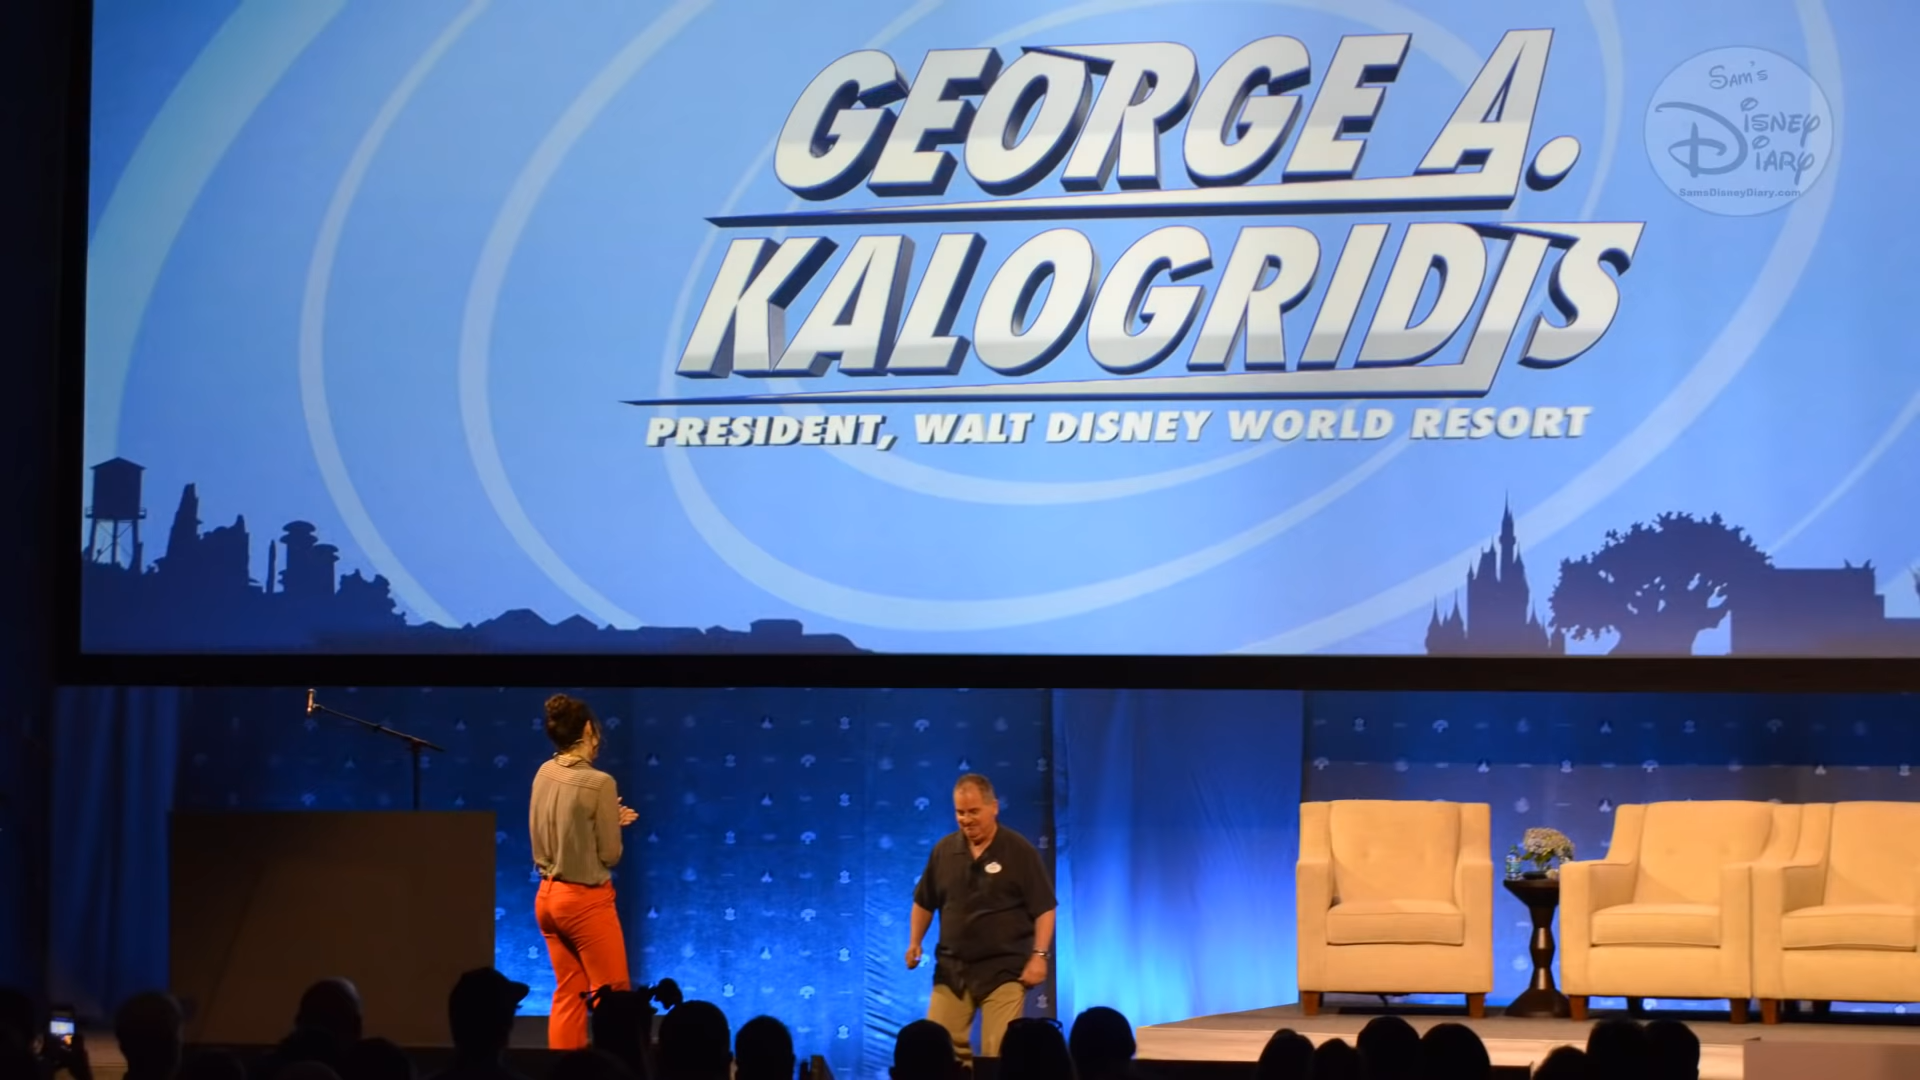 GEORGE A.
KALOGRIDIS
PRESIDENT, WALT DISNEY WORLD RESORT
SAM'S
DISNEY
DIARY
SamsDisneyDiary.com